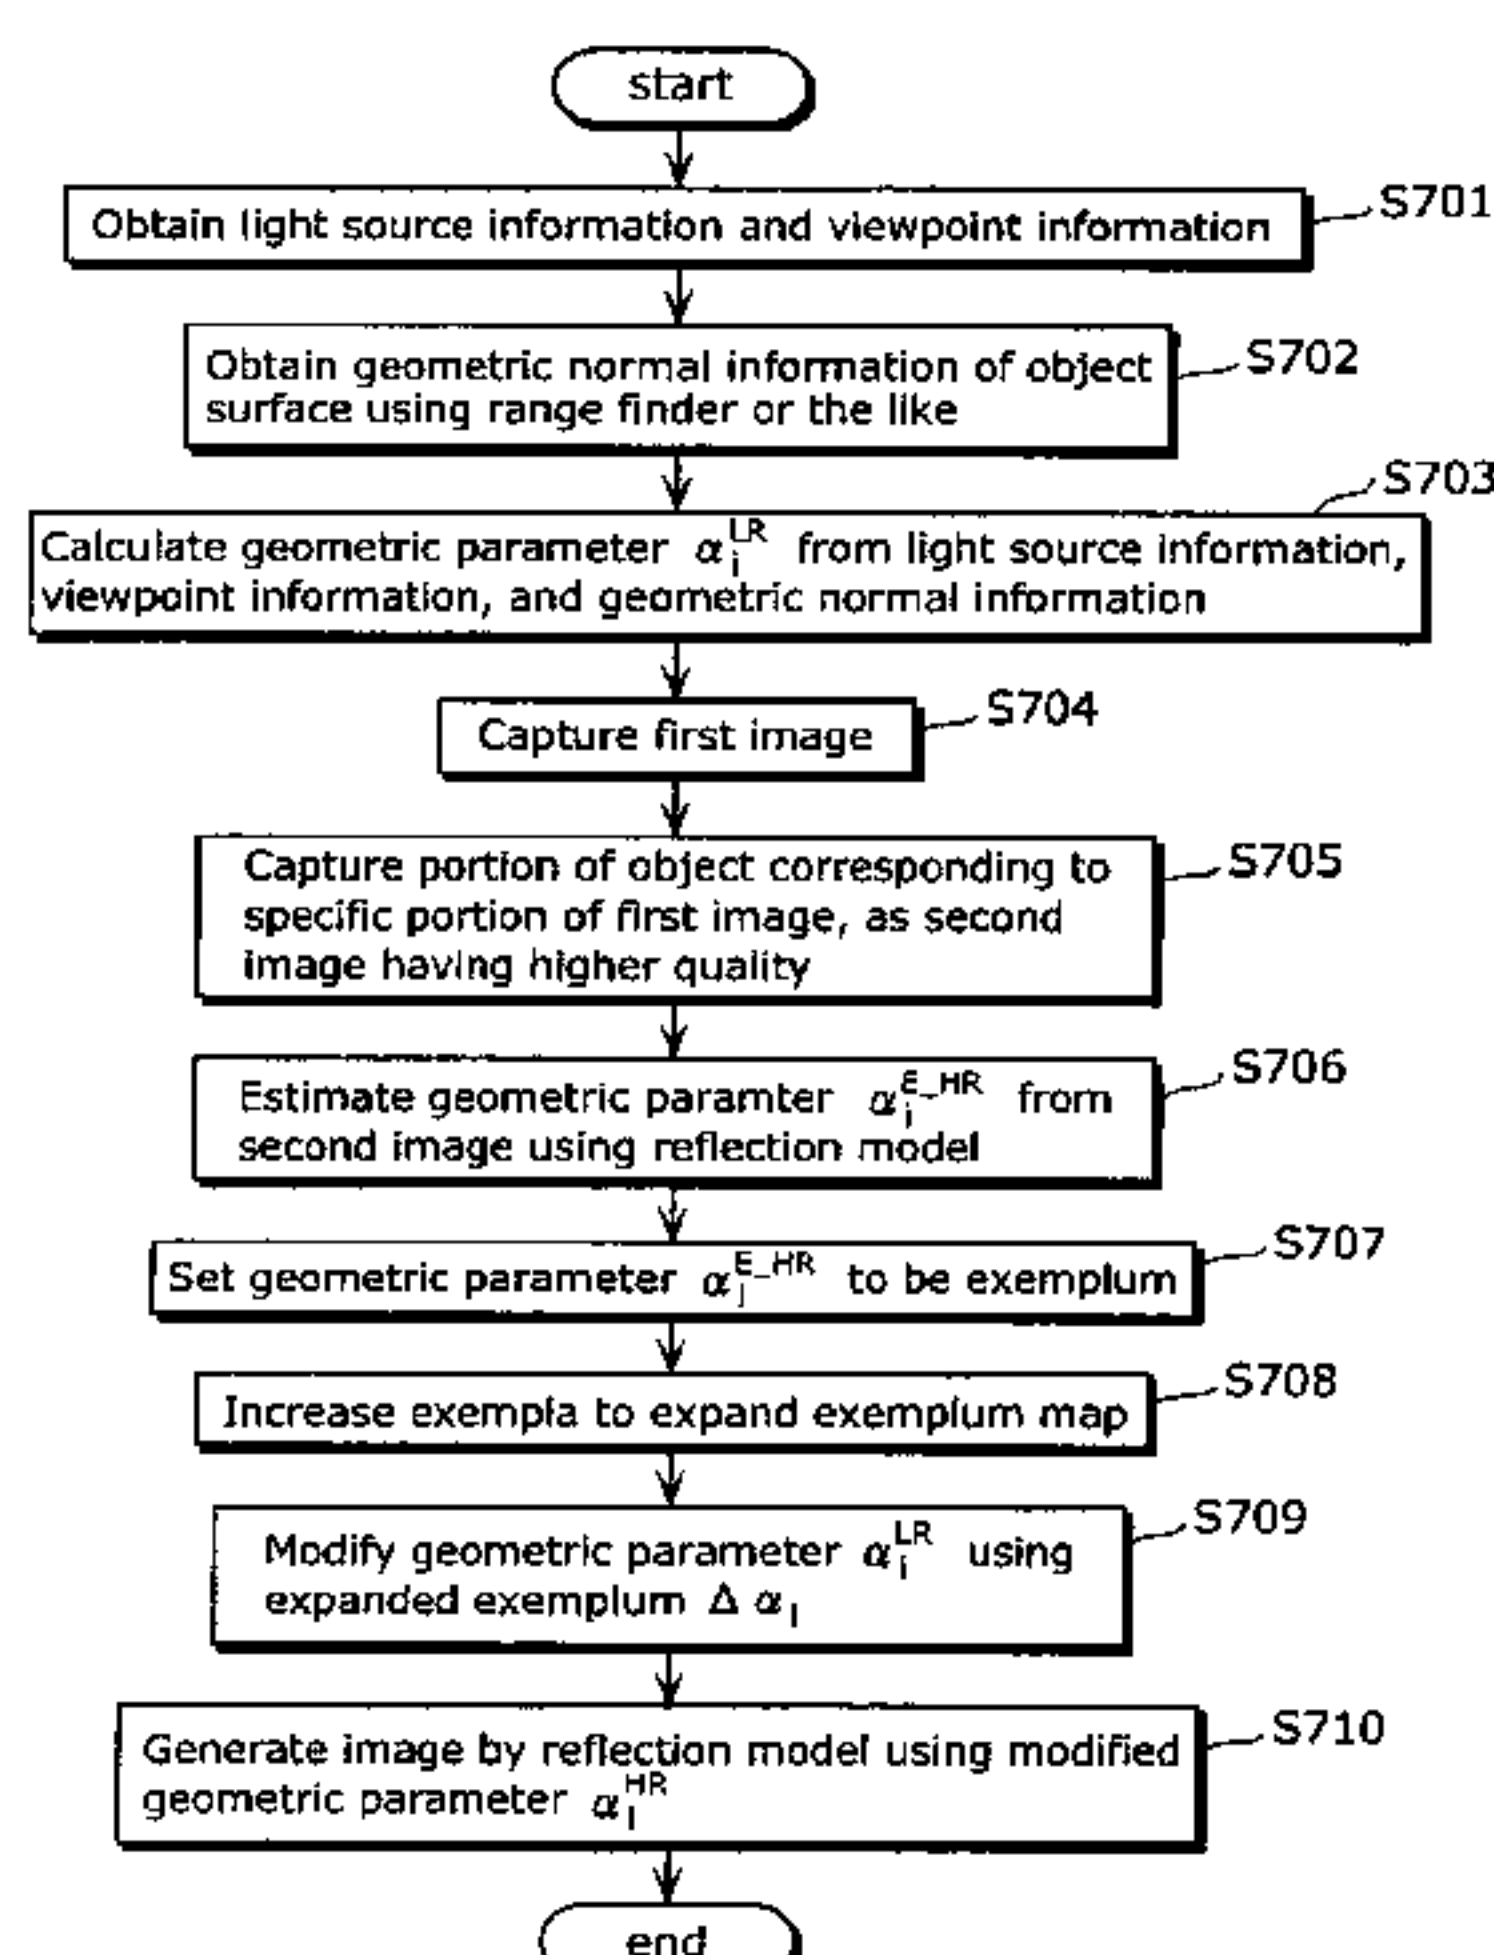 start
Obtain light source information and viewpoint information
S701
Obtain geometric normal information of object
surface using range finder or the like
S702
Calculate geometric parameter α_i^LR from light source information,
viewpoint information, and geometric normal information
S703
Capture first image
S704
Capture portion of object corresponding to
specific portion of first image, as second
image having higher quality
S705
Estimate geometric paramter α_i^E_HR from
second image using reflection model
S706
Set geometric parameter α_i^E_HR to be exemplum
S707
Increase exempla to expand exemplum map
S708
Modify geometric parameter α_i^LR using
expanded exemplum Δ α_i
S709
Generate image by reflection model using modified
geometric parameter α_i^HR
S710
end